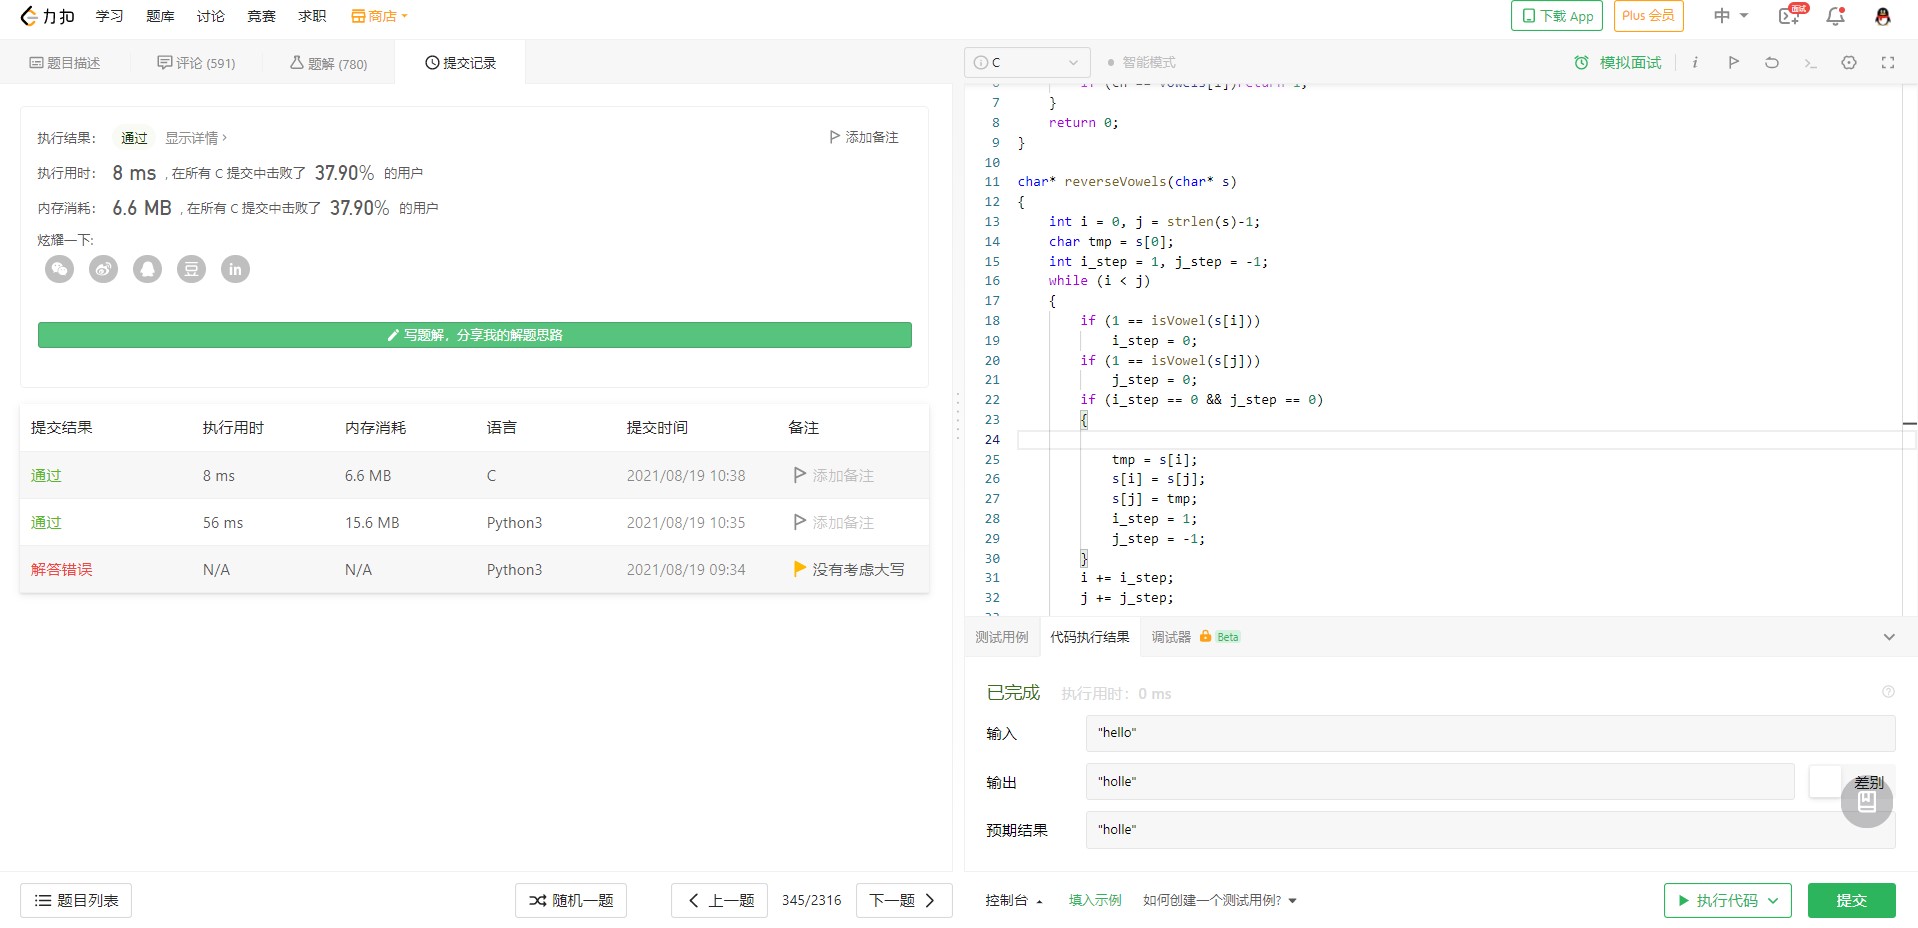 力扣 学习 题库 讨论 竞赛 求职 商店 下载 App Plus 会员 中 面试
题目描述 评论 (591) 题解 (780) 提交记录
执行结果： 通过 显示详情 › 添加备注
执行用时： 8 ms , 在所有 C 提交中击败了 37.90% 的用户
内存消耗： 6.6 MB , 在所有 C 提交中击败了 37.90% 的用户
炫耀一下:
豆 in
写题解，分享我的解题思路
提交结果 执行用时 内存消耗 语言 提交时间 备注
通过 8 ms 6.6 MB C 2021/08/19 10:38 添加备注
通过 56 ms 15.6 MB Python3 2021/08/19 10:35 添加备注
解答错误 N/A N/A Python3 2021/08/19 09:34 没有考虑大写
题目列表 随机一题 上一题 345/2316 下一题
C 智能模式 模拟面试 i
7 }
8 return 0;
9 }
10
11 char* reverseVowels(char* s)
12 {
13 int i = 0, j = strlen(s)-1;
14 char tmp = s[0];
15 int i_step = 1, j_step = -1;
16 while (i < j)
17 {
18 if (1 == isVowel(s[i]))
19 i_step = 0;
20 if (1 == isVowel(s[j]))
21 j_step = 0;
22 if (i_step == 0 && j_step == 0)
23 {
24
25 tmp = s[i];
26 s[i] = s[j];
27 s[j] = tmp;
28 i_step = 1;
29 j_step = -1;
30 }
31 i += i_step;
32 j += j_step;
测试用例 代码执行结果 调试器 Beta
已完成 执行用时：0 ms
输入 "hello"
输出 "holle" 差别
预期结果 "holle"
控制台 填入示例 如何创建一个测试用例? 执行代码 提交